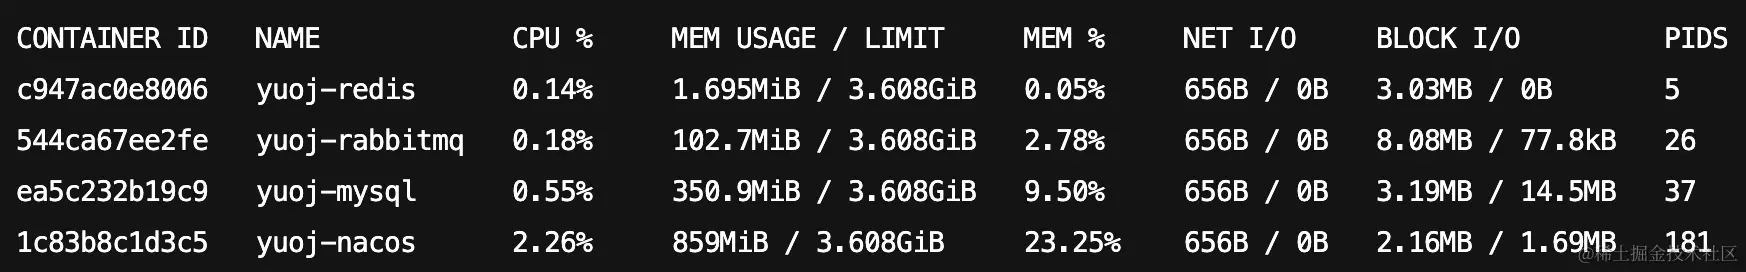 CONTAINER ID   NAME            CPU %     MEM USAGE / LIMIT     MEM %     NET I/O     BLOCK I/O         PIDS
c947ac0e8006   yuoj-redis      0.14%     1.695MiB / 3.608GiB   0.05%     656B / 0B   3.03MB / 0B       5
544ca67ee2fe   yuoj-rabbitmq   0.18%     102.7MiB / 3.608GiB   2.78%     656B / 0B   8.08MB / 77.8kB   26
ea5c232b19c9   yuoj-mysql      0.55%     350.9MiB / 3.608GiB   9.50%     656B / 0B   3.19MB / 14.5MB   37
1c83b8c1d3c5   yuoj-nacos      2.26%     859MiB / 3.608GiB     23.25%    656B / 0B   2.16MB / 1.69MB   181
@稀土掘金技术社区